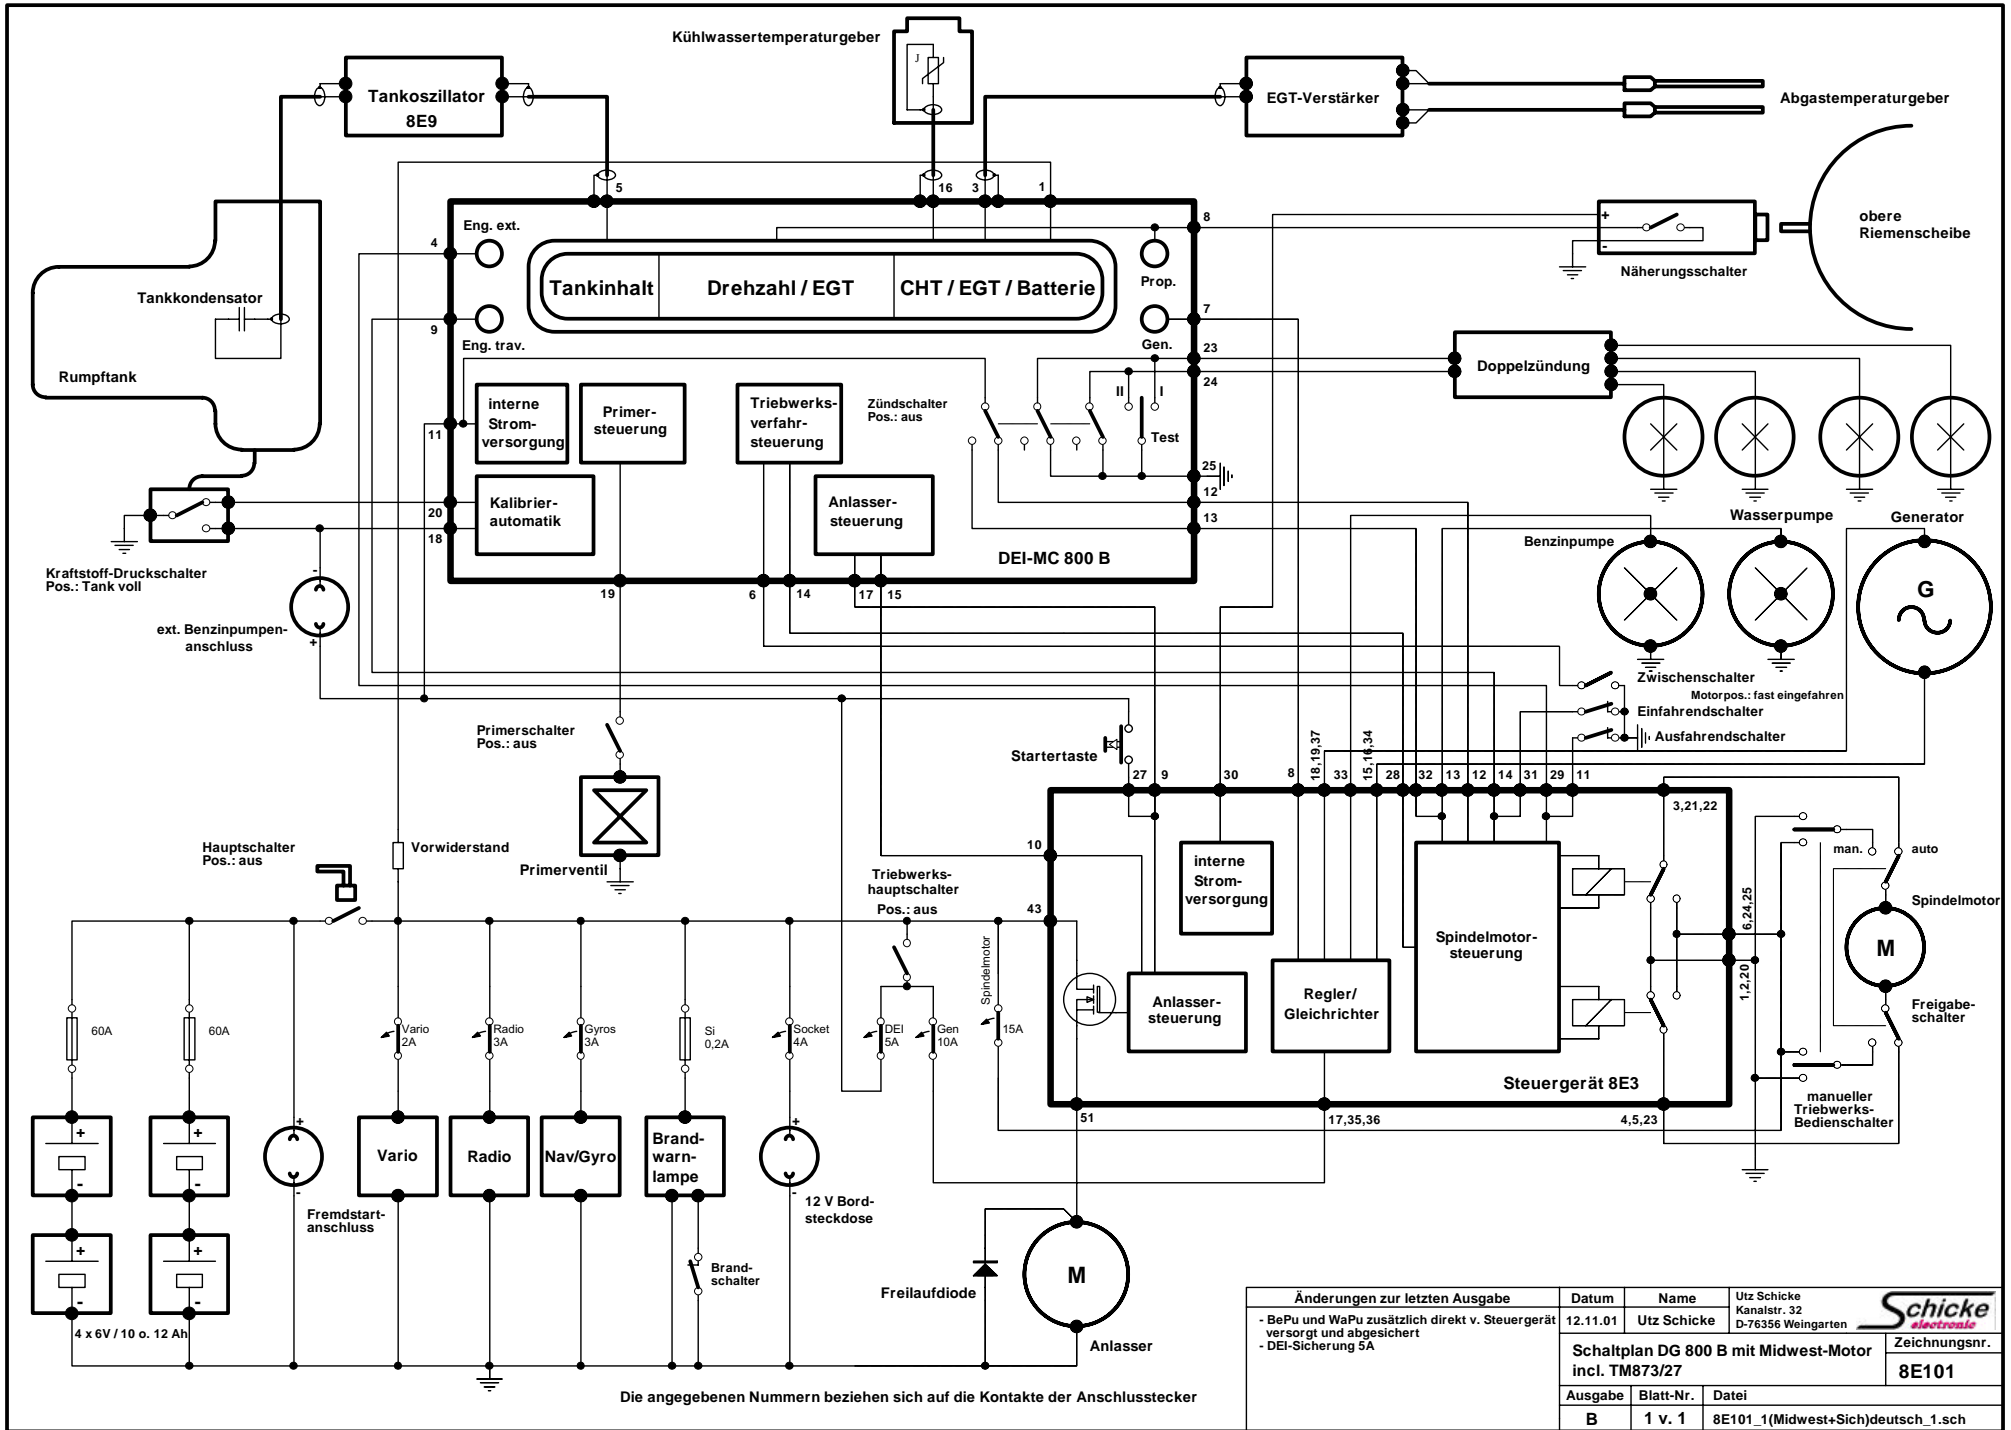 Kühlwassertemperaturgeber
J
Tankoszillator
8E9
EGT-Verstärker
Abgastemperaturgeber
5
16
3
1
8
Eng. ext.
4
+
-
obere
Riemenscheibe
Näherungsschalter
Tankinhalt
Drehzahl / EGT
CHT / EGT / Batterie
Prop.
Tankkondensator
9
7
Eng. trav.
Gen.
23
24
Rumpftank
Doppelzündung
interne
Strom-
versorgung
Primer-
steuerung
Triebwerks-
verfahr-
steuerung
Zündschalter
Pos.: aus
II
I
Test
11
25
12
13
Kalibrier-
automatik
Anlasser-
steuerung
20
18
DEI-MC 800 B
Wasserpumpe
Generator
Benzinpumpe
G
Kraftstoff-Druckschalter
Pos.: Tank voll
-
+
ext. Benzinpumpen-
anschluss
19
6
14
17
15
Zwischenschalter
Motorpos.: fast eingefahren
Einfahrendschalter
Ausfahrendschalter
Primerschalter
Pos.: aus
Startertaste
27
9
30
8
18,19,37
33
15,16,34
28
32
13
12
14
31
29
11
3,21,22
Primerventil
Hauptschalter
Pos.: aus
Vorwiderstand
Triebwerks-
hauptschalter
Pos.: aus
10
43
interne
Strom-
versorgung
Spindelmotor-
steuerung
man.
auto
6,24,25
1,2,20
Spindelmotor
M
Freigabe-
schalter
Anlasser-
steuerung
Regler/
Gleichrichter
Steuergerät 8E3
60A
60A
Vario
2A
Radio
3A
Gyros
3A
Si
0,2A
Socket
4A
DEI
5A
Gen
10A
Spindelmotor
15A
51
17,35,36
4,5,23
manueller
Triebwerks-
Bedienschalter
+
-
+
-
+
-
Vario
Radio
Nav/Gyro
Brand-
warn-
lampe
+
-
Fremdstart-
anschluss
12 V Bord-
steckdose
+
-
+
-
4 x 6V / 10 o. 12 Ah
Brand-
schalter
Freilaufdiode
M
Anlasser
Die angegebenen Nummern beziehen sich auf die Kontakte der Anschlusstecker
Änderungen zur letzten Ausgabe
- BePu und WaPu zusätzlich direkt v. Steuergerät
versorgt und abgesichert
- DEI-Sicherung 5A
Datum
Name
12.11.01
Utz Schicke
Utz Schicke
Kanalstr. 32
D-76356 Weingarten
Schicke
electronic
Schaltplan DG 800 B mit Midwest-Motor
incl. TM873/27
Zeichnungsnr.
8E101
Ausgabe
Blatt-Nr.
Datei
B
1 v. 1
8E101_1(Midwest+Sich)deutsch_1.sch